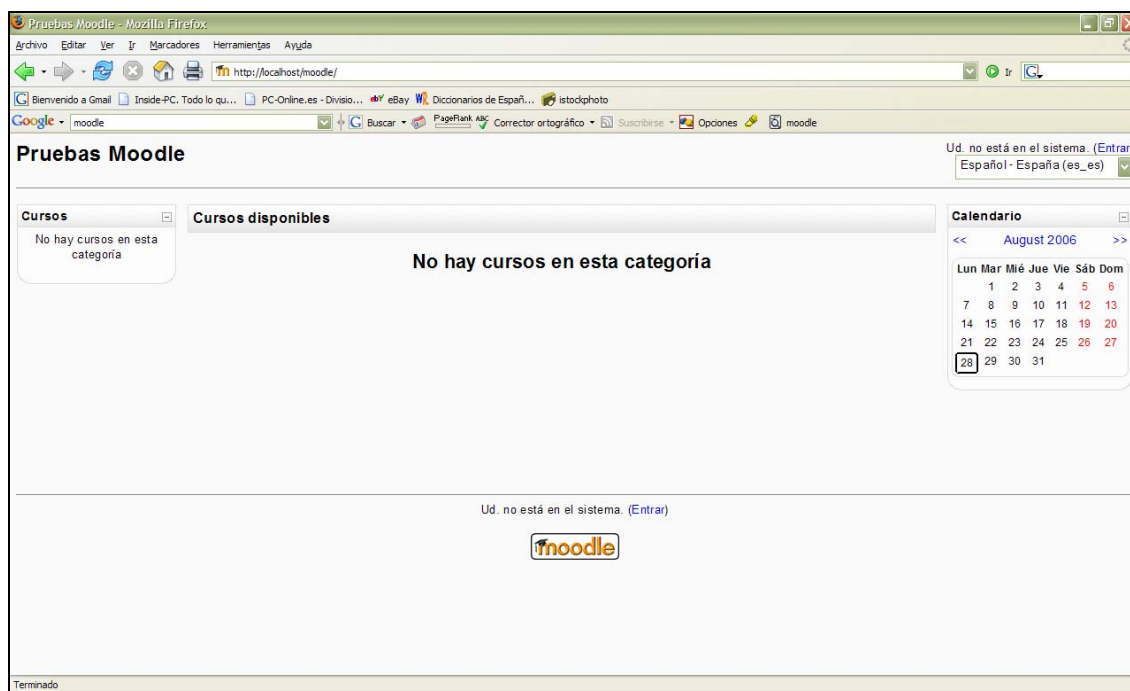 Pruebas Moodle - Mozilla Firefox
Archivo Editar Ver Ir Marcadores Herramientas Ayuda
http://localhost/moodle/ Ir G
G Bienvenido a Gmail Inside-PC. Todo lo qu... PC-Online.es - Divisio... ebY eBay WR Diccionarios de Españ... istockphoto
Google moodle G Buscar PageRank ABC Corrector ortográfico Suscribirse Opciones moodle
Pruebas Moodle
Ud. no está en el sistema. (Entrar
Español - España (es_es)
Cursos
No hay cursos en esta
categoría
Cursos disponibles
No hay cursos en esta categoría
Calendario
<< August 2006 >>
Lun Mar Mié Jue Vie Sáb Dom
1 2 3 4 5 6
7 8 9 10 11 12 13
14 15 16 17 18 19 20
21 22 23 24 25 26 27
28 29 30 31
Ud. no está en el sistema. (Entrar)
moodle
Terminado